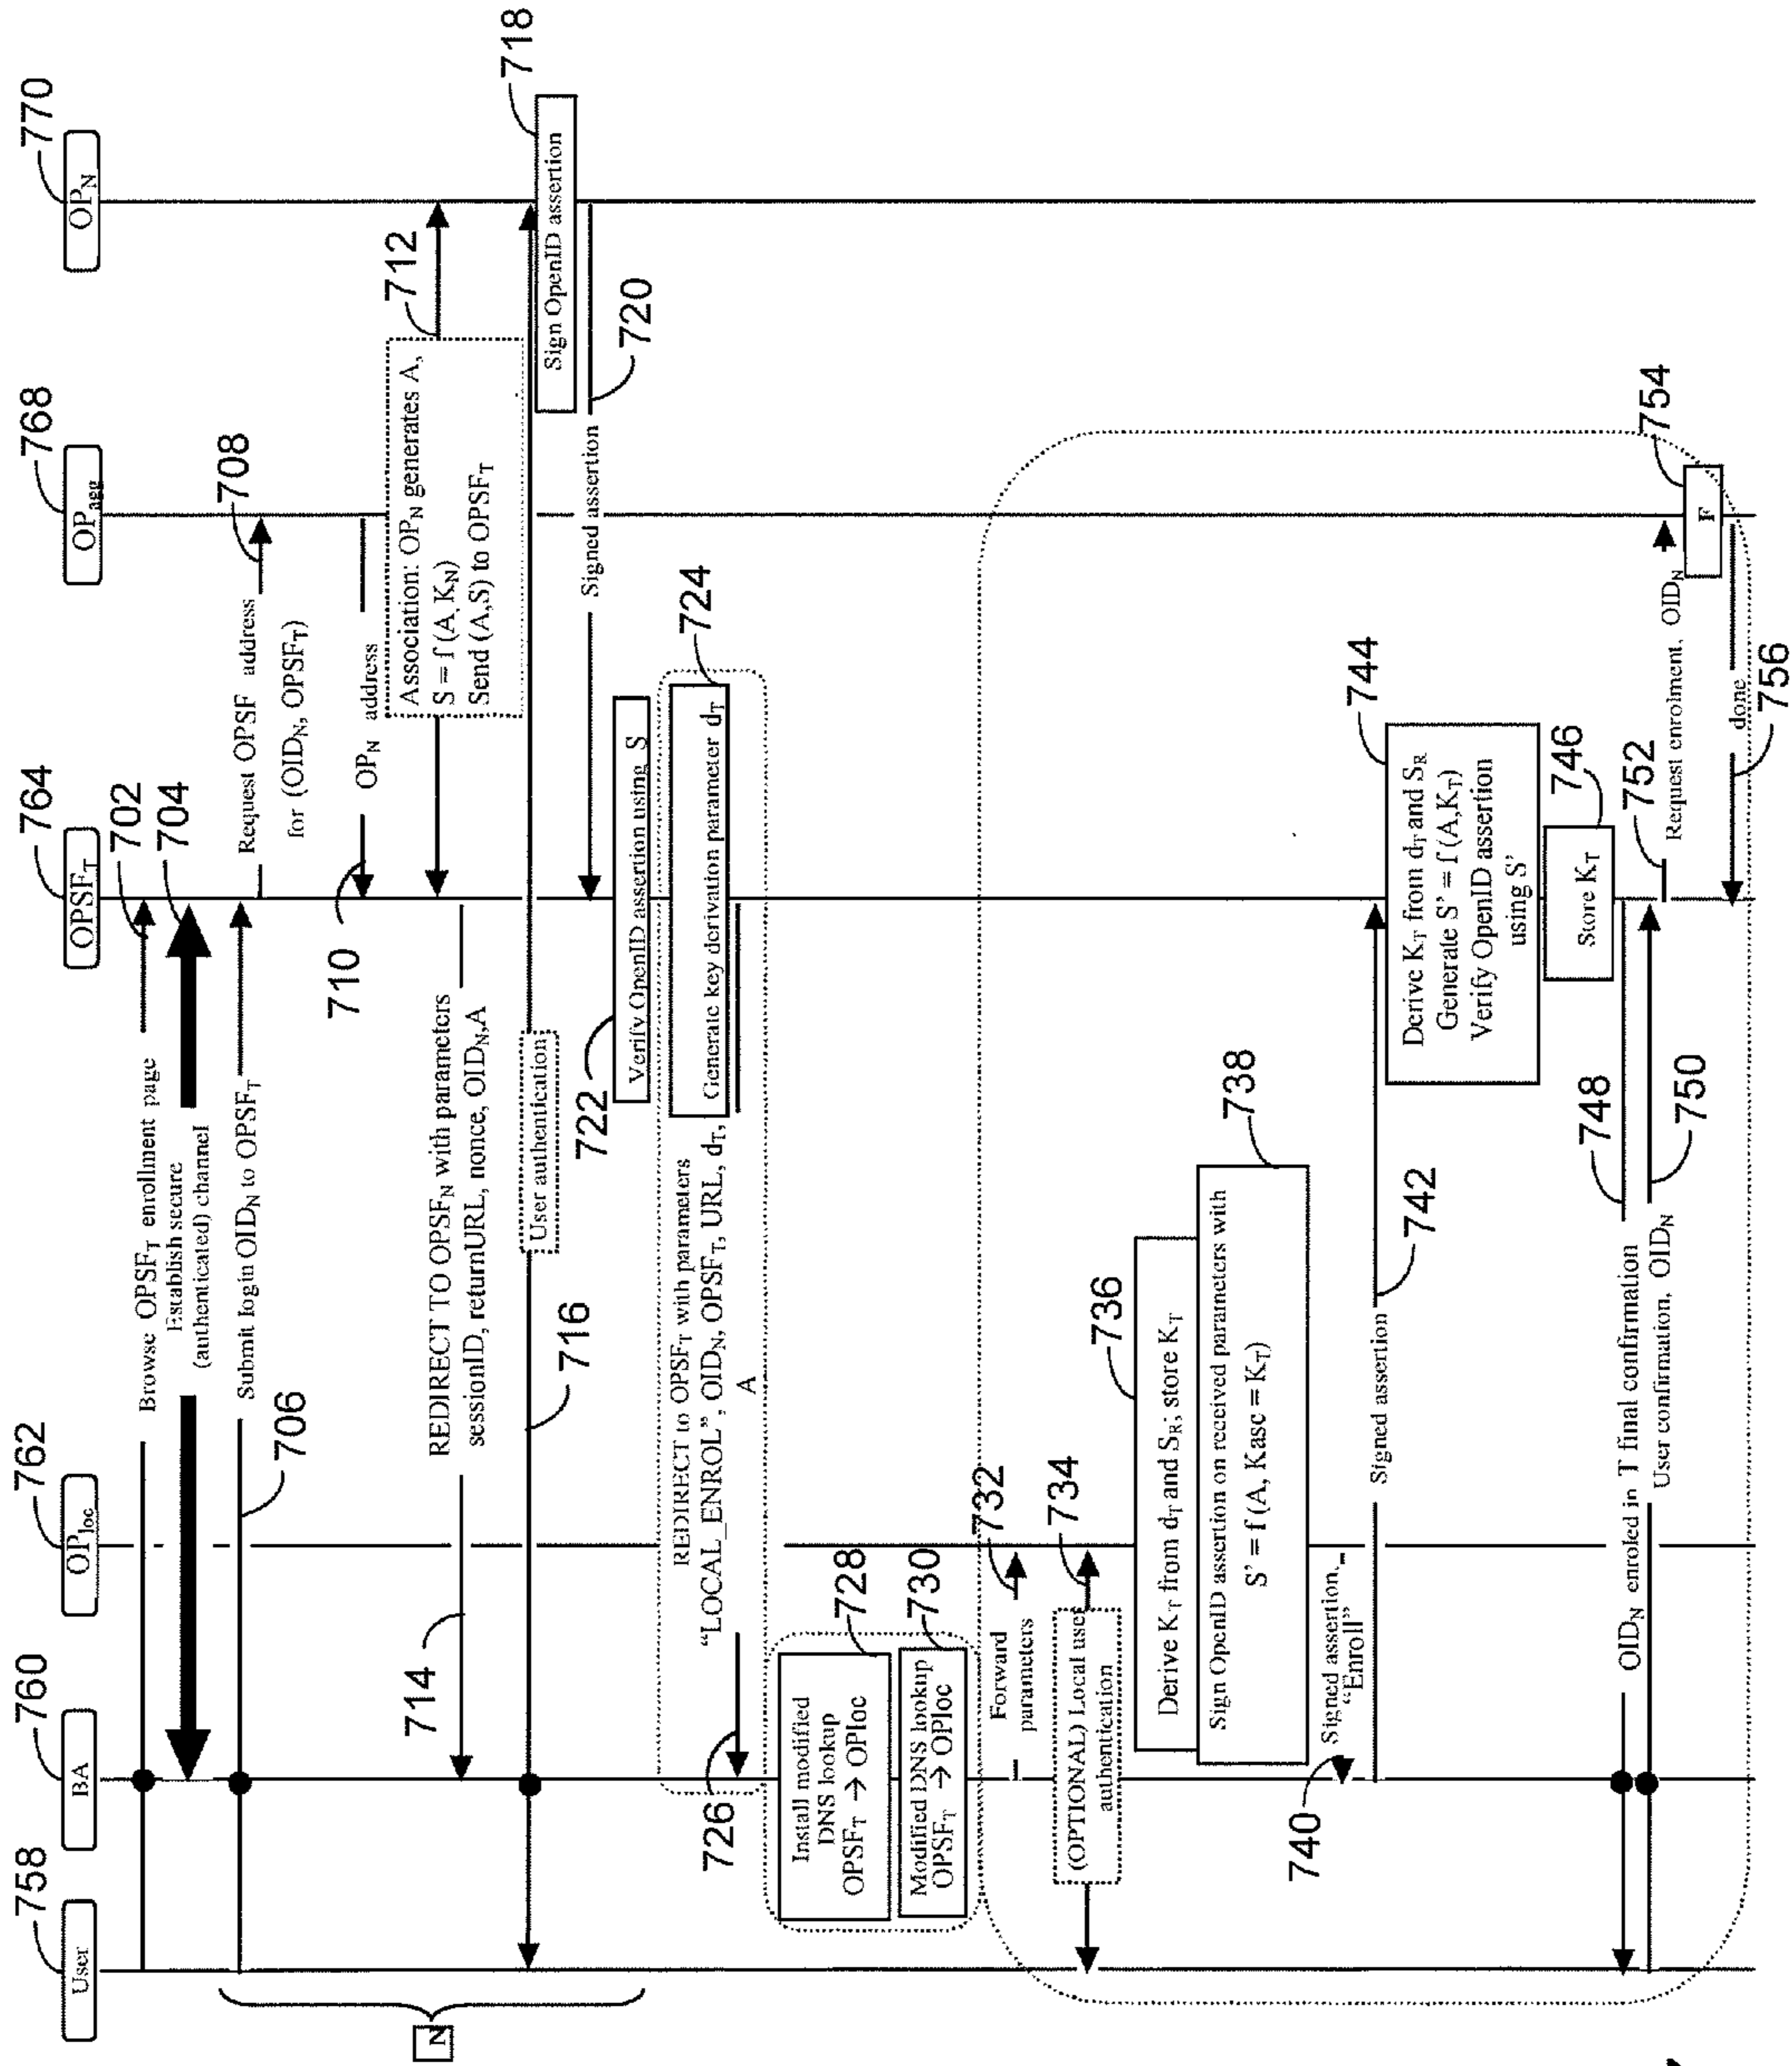 758
User
760
BA
762
OP_loc
764
OPSF_T
768
OP_agg
770
OP_N
Browse OPSF_T enrollment page
702
Establish secure
(authenticated) channel
704
Submit login OID_N to OPSF_T
706
Request OPSF address
for (OID_N, OPSF_T)
708
OP_N address
710
Association: OP_N generates A,
S = f (A, K_N)
Send (A,S) to OPSF_T
712
REDIRECT TO OPSF_N with parameters
sessionID, returnURL, nonce, OID_N,A
714
User authentication
716
Sign OpenID assertion
718
Signed assertion
720
N
Verify OpenID assertion using S
722
Generate key derivation parameter d_T
724
REDIRECT to OPSF_T with parameters
“LOCAL_ENROL”, OID_N, OPSF_T, URL, d_T,
A
726
Install modified
DNS lookup
OPSF_T → OPloc
728
Modified DNS lookup
OPSF_T → OPloc
730
Forward
parameters
732
(OPTIONAL) Local user
authentication
734
Derive K_T from d_T and S_R; store K_T
736
Sign OpenID assertion on received parameters with
S’ = f (A, Kasc = K_T)
738
Signed assertion,
“Enroll”
740
Signed assertion
742
Derive K_T from d_T and S_R
Generate S’ = f (A,K_T)
Verify OpenID assertion
using S’
744
Store K_T
746
OID_N enroled in T final confirmation
748
User confirmation, OID_N
750
Request enrolment, OID_N
752
F
754
done
756